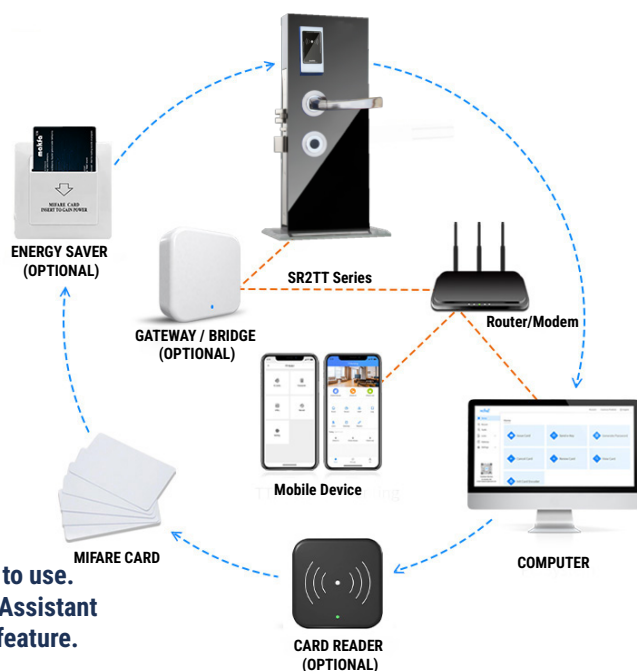 makfo
MIFARE CARD
INSERT TO GAIN POWER
ENERGY SAVER
(OPTIONAL)
SR2TT Series
GATEWAY / BRIDGE
(OPTIONAL)
Router/Modem
Mobile Device
MIFARE CARD
COMPUTER
to use.
Assistant
feature.
CARD READER
(OPTIONAL)